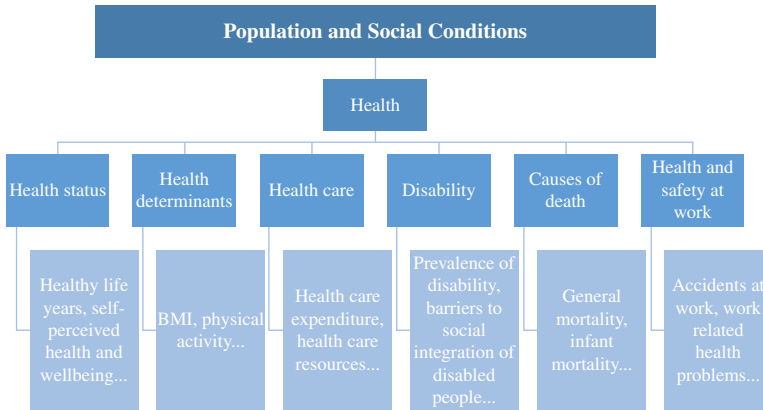 Population and Social Conditions
Health
Health status
Health
determinants
Health care
Disability
Causes of
death
Health and
safety at
work
Healthy life
years, self-
perceived
health and
wellbeing...
BMI, physical
activity...
Health care
expenditure,
health care
resources...
Prevalence of
disability,
barriers to
social
integration of
disabled
people...
General
mortality,
infant
mortality...
Accidents at
work, work
related
health
problems...